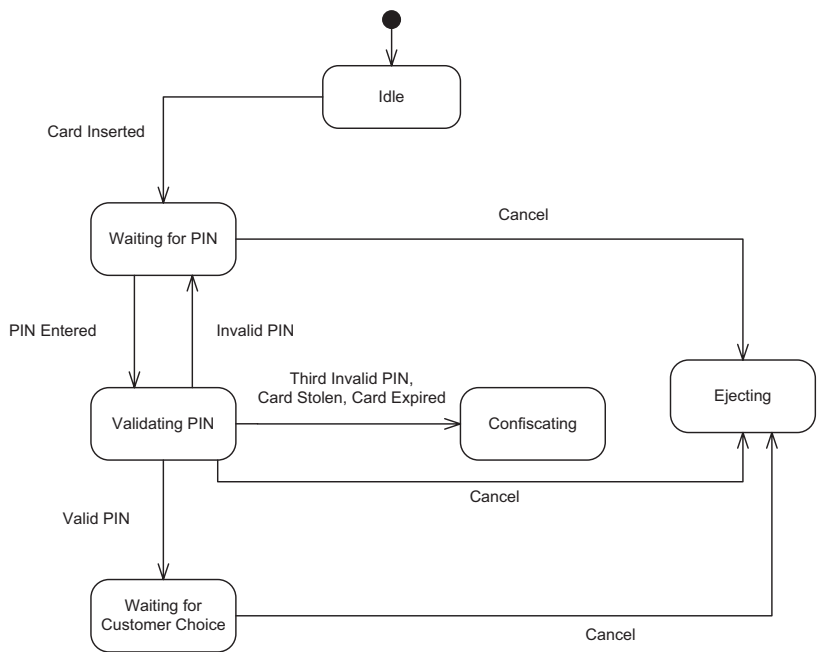 Idle
Card Inserted
Waiting for PIN
Cancel
PIN Entered
Invalid PIN
Third Invalid PIN,
Card Stolen, Card Expired
Validating PIN
Confiscating
Ejecting
Cancel
Valid PIN
Waiting for
Customer Choice
Cancel